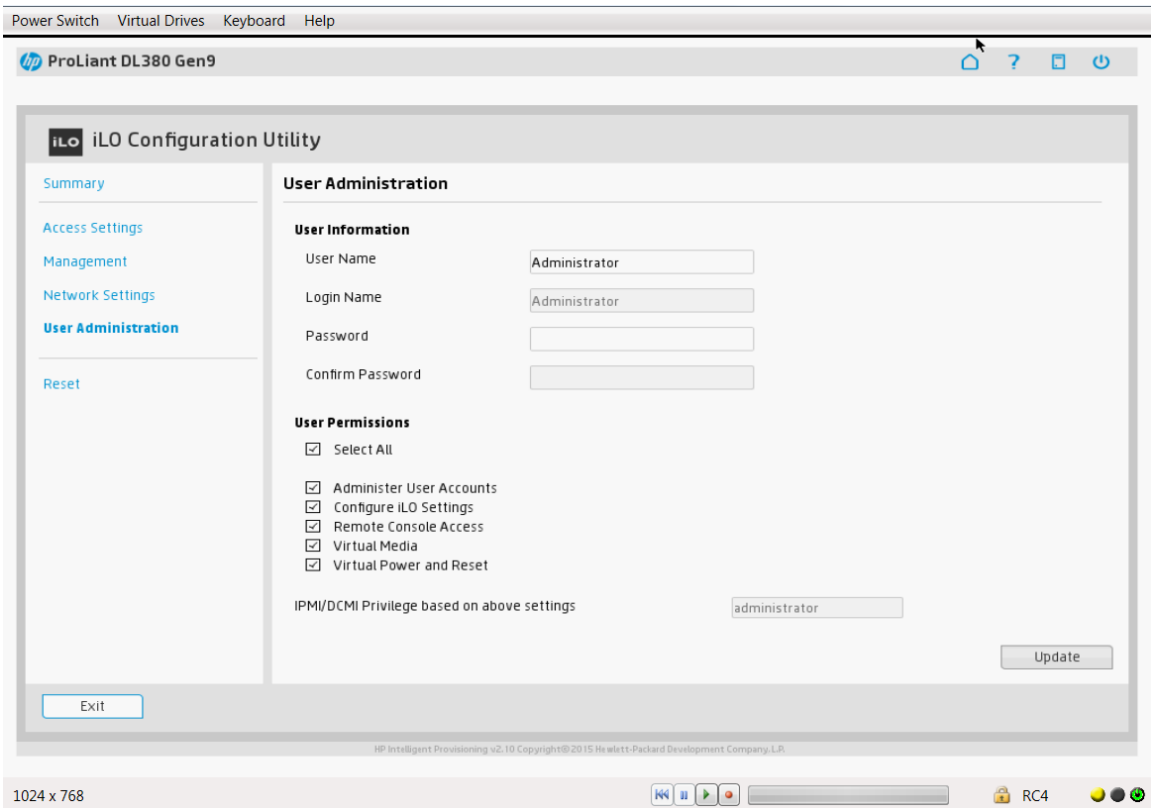 Power Switch Virtual Drives Keyboard Help
hp ProLiant DL380 Gen9 ?
iLO iLO Configuration Utility
Summary
Access Settings
Management
Network Settings
User Administration
Reset
User Administration
User Information
User Name Administrator
Login Name Administrator
Password
Confirm Password
User Permissions
Select All
Administer User Accounts
Configure iLO Settings
Remote Console Access
Virtual Media
Virtual Power and Reset
IPMI/DCMI Privilege based on above settings administrator
Update
Exit
HP Intelligent Provisioning v2.10 Copyright©2015 Hewlett-Packard Development Company, L.P.
1024 x 768 RC4